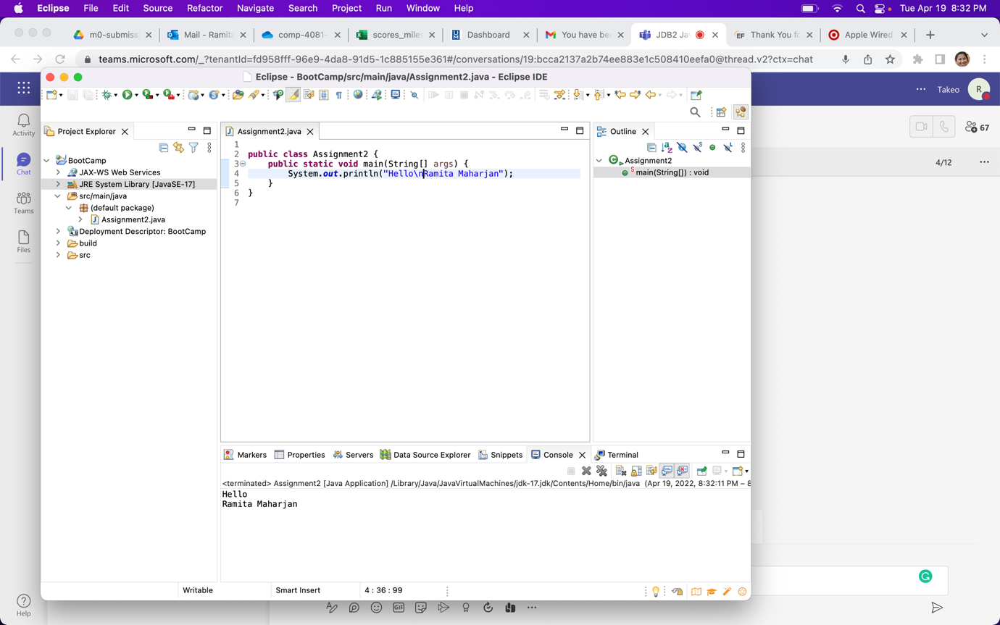 Eclipse File Edit Source Refactor Navigate Search Project Run Window Help Tue Apr 19 8:32 PM
m0-submiss Mail - Ramita comp-4081- scores_miles Dashboard You have be JDB2 Ja Thank You fo Apple Wired
teams.microsoft.com/_?tenantId=fd958fff-96e9-4da8-91d5-1c885155e361#/conversations/19:bcca2137a2b74ee883e1c508410eefa0@thread.v2?ctx=chat
Eclipse - BootCamp/src/main/java/Assignment2.java - Eclipse IDE
Takeo R
Activity
Chat
Teams
Files
Help
67
4/12
Project Explorer
BootCamp
JAX-WS Web Services
JRE System Library [JavaSE-17]
src/main/java
(default package)
Assignment2.java
Deployment Descriptor: BootCamp
build
src
Assignment2.java
1
2 public class Assignment2 {
3 public static void main(String[] args) {
4 System.out.println("Hello\nRamita Maharjan");
5 }
6 }
7
Outline
Assignment2
main(String[]) : void
Markers Properties Servers Data Source Explorer Snippets Console Terminal
<terminated> Assignment2 [Java Application] /Library/Java/JavaVirtualMachines/jdk-17.jdk/Contents/Home/bin/java (Apr 19, 2022, 8:32:11 PM – 8
Hello
Ramita Maharjan
Writable Smart Insert 4 : 36 : 99
GIF